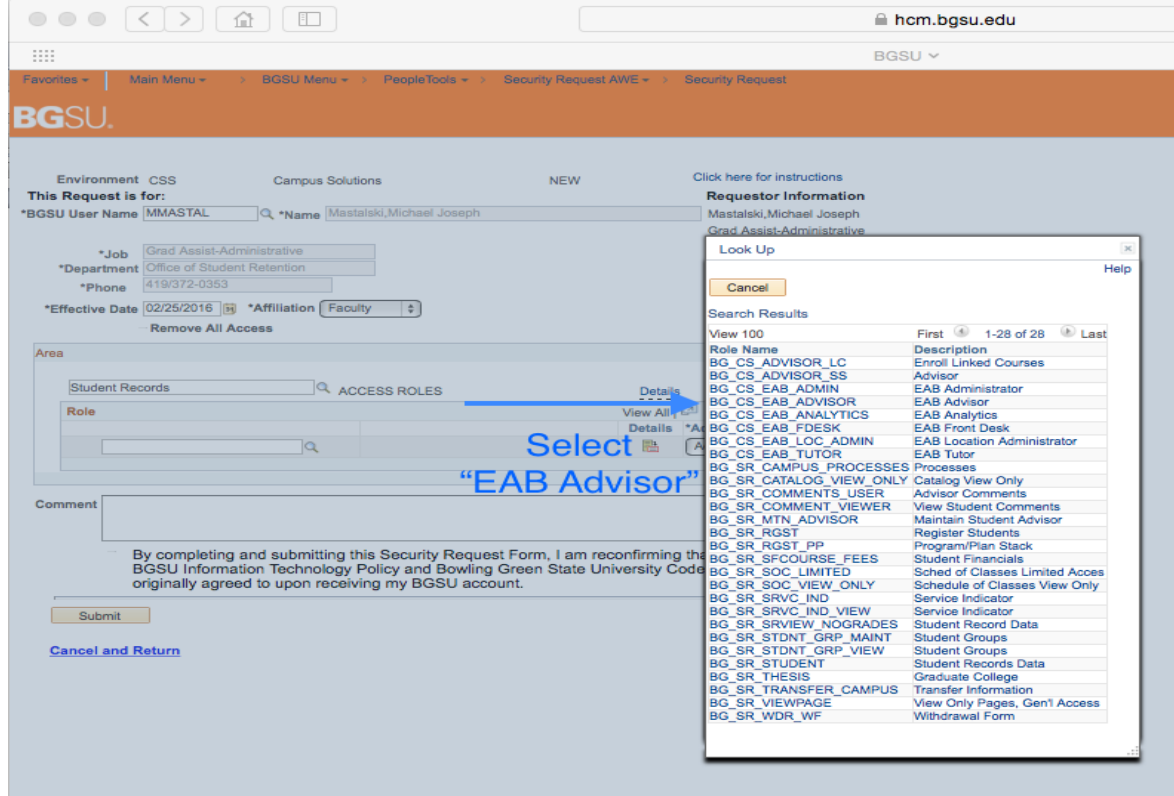 hcm.bgsu.edu
BGSU
Favorites Main Menu > BGSU Menu > PeopleTools > Security Request AWE > Security Request
BGSU.
Environment CSS Campus Solutions NEW Click here for instructions
This Request is for: Requestor Information
*BGSU User Name MMASTAL *Name Mastalski,Michael Joseph Mastalski,Michael Joseph
Grad Assist-Administrative
*Job Grad Assist-Administrative
*Department Office of Student Retention
*Phone 419/372-0353
*Effective Date 02/25/2016 *Affiliation Faculty
Remove All Access
Area
Student Records ACCESS ROLES Details
Role View All
Details
Select
“EAB Advisor”
Comment
By completing and submitting this Security Request Form, I am reconfirming
BGSU Information Technology Policy and Bowling Green State University Code
originally agreed to upon receiving my BGSU account.
Submit
Cancel and Return
Look Up
Help
Cancel
Search Results
View 100 First 1-28 of 28 Last
Role Name Description
BG_CS_ADVISOR_LC Enroll Linked Courses
BG_CS_ADVISOR_SS Advisor
BG_CS_EAB_ADMIN EAB Administrator
BG_CS_EAB_ADVISOR EAB Advisor
BG_CS_EAB_ANALYTICS EAB Analytics
BG_CS_EAB_FDESK EAB Front Desk
BG_CS_EAB_LOC_ADMIN EAB Location Administrator
BG_CS_EAB_TUTOR EAB Tutor
BG_SR_CAMPUS_PROCESSES Processes
BG_SR_CATALOG_VIEW_ONLY Catalog View Only
BG_SR_COMMENTS_USER Advisor Comments
BG_SR_COMMENT_VIEWER View Student Comments
BG_SR_MTN_ADVISOR Maintain Student Advisor
BG_SR_RGST Register Students
BG_SR_RGST_PP Program/Plan Stack
BG_SR_SFCOURSE_FEES Student Financials
BG_SR_SOC_LIMITED Sched of Classes Limited Acces
BG_SR_SOC_VIEW_ONLY Schedule of Classes View Only
BG_SR_SRVC_IND Service Indicator
BG_SR_SRVC_IND_VIEW Service Indicator
BG_SR_SRVIEW_NOGRADES Student Record Data
BG_SR_STDNT_GRP_MAINT Student Groups
BG_SR_STDNT_GRP_VIEW Student Groups
BG_SR_STUDENT Student Records Data
BG_SR_THESIS Graduate College
BG_SR_TRANSFER_CAMPUS Transfer Information
BG_SR_VIEWPAGE View Only Pages, Gen'l Access
BG_SR_WDR_WF Withdrawal Form